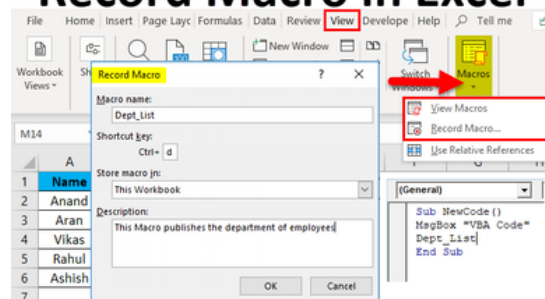 Record Macro in Excel
File Home Insert Page Layc Formulas Data Review View Develope Help Tell me
New Window
Workbook Views
Switch Windows
Macros
Record Macro ? ×
View Macros
Record Macro...
Use Relative References
Macro name:
Dept_List
Shortcut key:
Ctrl+ d
Store macro in:
This Workbook
Description:
This Macro publishes the department of employees
OK Cancel
M14
A
1 Name
2 Anand
3 Aran
4 Vikas
5 Rahul
6 Ashish
7
(General)
Sub NewCode()
MsgBox "VBA Code"
Dept_List
End Sub